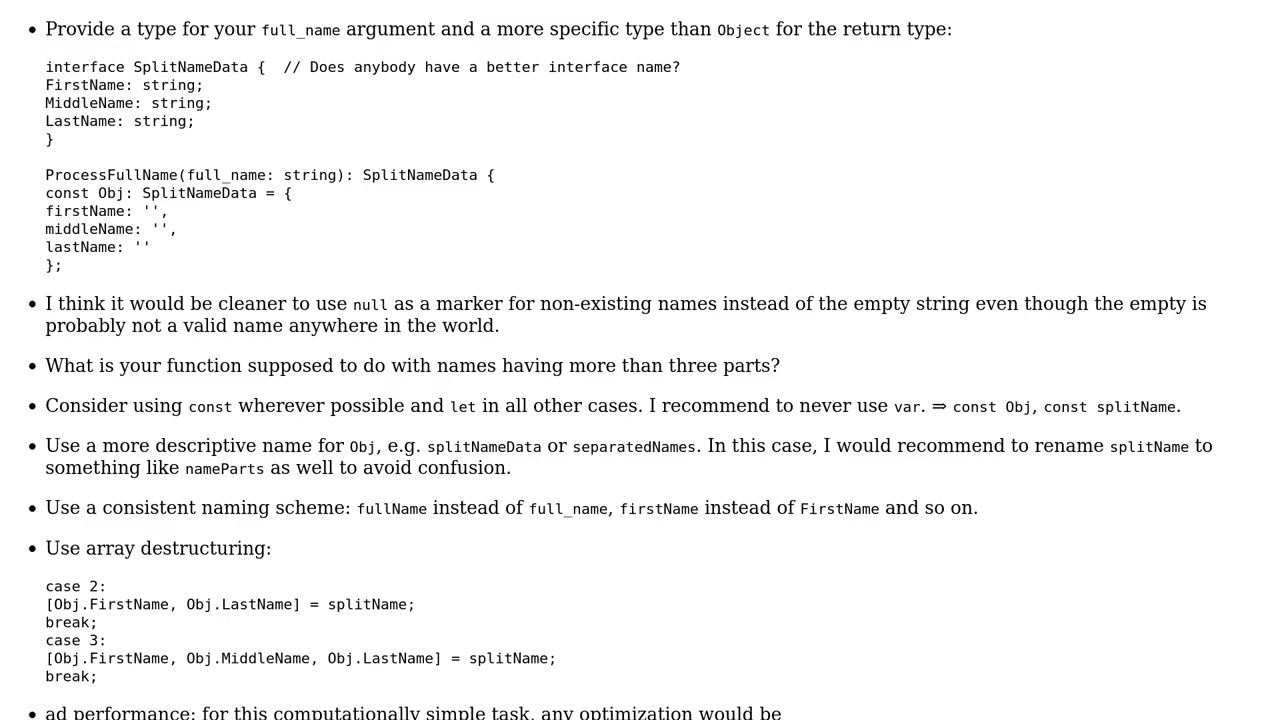 • Provide a type for your full_name argument and a more specific type than Object for the return type:
interface SplitNameData {  // Does anybody have a better interface name?
FirstName: string;
MiddleName: string;
LastName: string;
}
ProcessFullName(full_name: string): SplitNameData {
const Obj: SplitNameData = {
firstName: '',
middleName: '',
lastName: ''
};
• I think it would be cleaner to use null as a marker for non-existing names instead of the empty string even though the empty is
probably not a valid name anywhere in the world.
• What is your function supposed to do with names having more than three parts?
• Consider using const wherever possible and let in all other cases. I recommend to never use var. ⇒ const Obj, const splitName.
• Use a more descriptive name for Obj, e.g. splitNameData or separatedNames. In this case, I would recommend to rename splitName to
something like nameParts as well to avoid confusion.
• Use a consistent naming scheme: fullName instead of full_name, firstName instead of FirstName and so on.
• Use array destructuring:
case 2:
[Obj.FirstName, Obj.LastName] = splitName;
break;
case 3:
[Obj.FirstName, Obj.MiddleName, Obj.LastName] = splitName;
break;
• ad performance: for this computationally simple task, any optimization would be